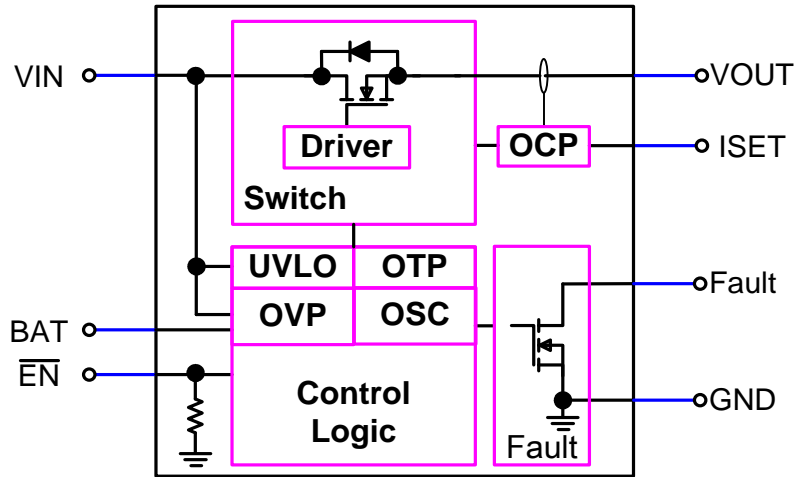 VIN
VOUT
Driver
OCP
ISET
Switch
UVLO
OTP
OVP
OSC
Fault
BAT
EN
Control
Logic
GND
Fault